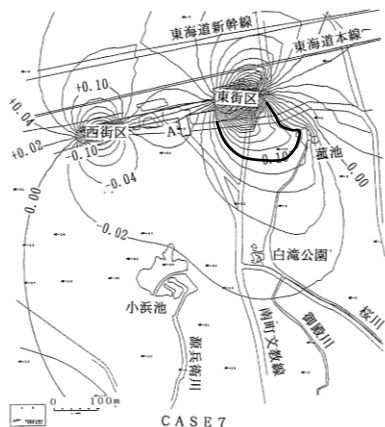 東海道新幹線
東海道本線
+0.10
東街区
+0.04
西街区
A
+0.02
-0.10
0.10
菰池
-0.04
0.00
0.00
-0.02
白滝公園
小浜池
桜川
御殿川
南町文教線
源兵衛川
0 100m
CASE7